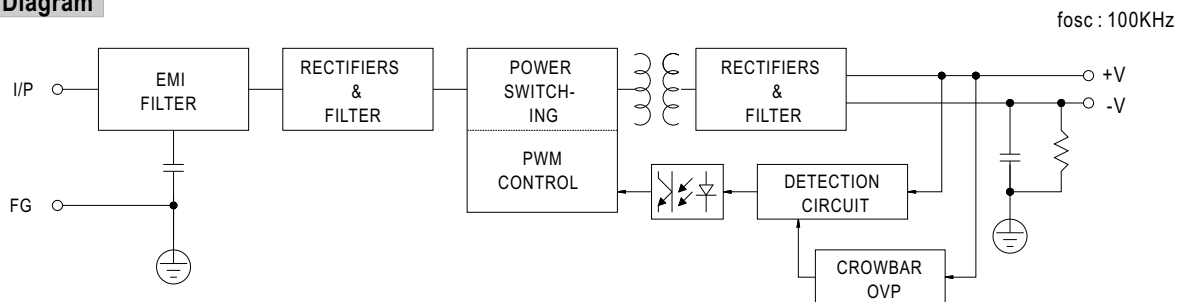 Diagram
fosc : 100KHz
I/P
EMI
FILTER
RECTIFIERS
&
FILTER
POWER
SWITCH-
ING
PWM
CONTROL
RECTIFIERS
&
FILTER
+V
-V
DETECTION
CIRCUIT
FG
CROWBAR
OVP